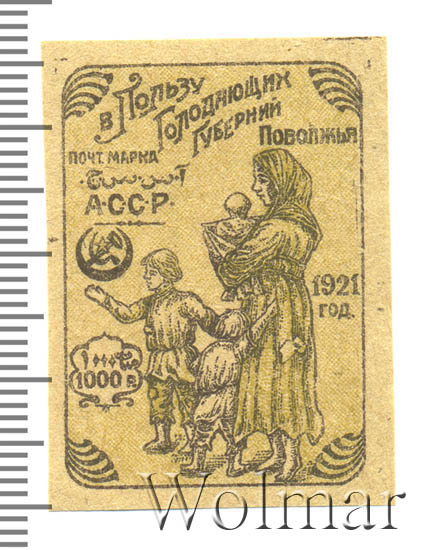 В ПОЛЬЗУ
ГОЛОДАЮЩИХ
ГУБЕРНИЙ
ПОВОЛЖЬЯ
ПОЧТ. МАРКА
А·С·С·Р·
1921
ГОД.
1000 р.
Wolmar